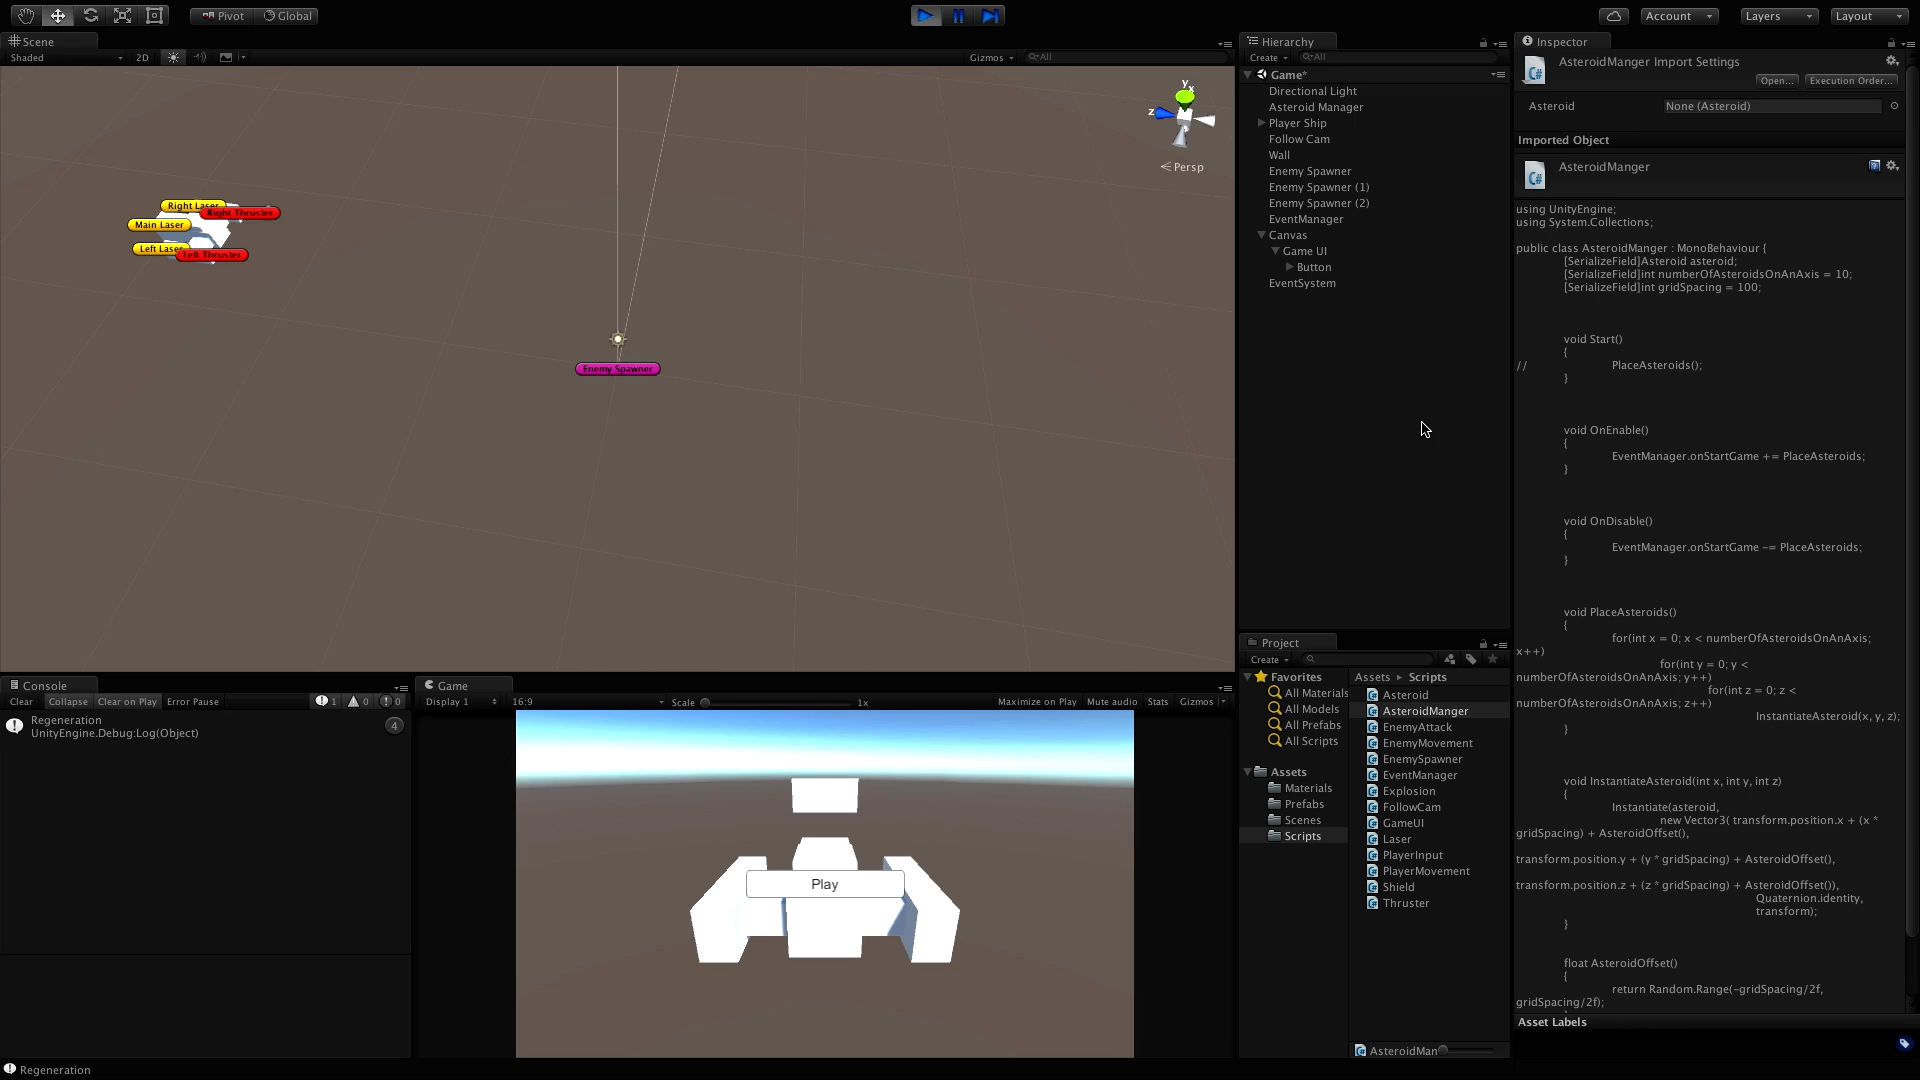 Pivot
Global
Account
Layers
Layout
Scene
Shaded
2D
Gizmos
All
y
x
z
Persp
Right Laser
Right Thruster
Main Laser
Left Laser
Left Thruster
Enemy Spawner
Hierarchy
Create
All
Game*
Directional Light
Asteroid Manager
Player Ship
Follow Cam
Wall
Enemy Spawner
Enemy Spawner (1)
Enemy Spawner (2)
EventManager
Canvas
Game UI
Button
EventSystem
Inspector
AsteroidManger Import Settings
C#
Open...
Execution Order...
Asteroid
None (Asteroid)
Imported Object
AsteroidManger
C#
using UnityEngine;
using System.Collections;
public class AsteroidManger : MonoBehaviour {
[SerializeField]Asteroid asteroid;
[SerializeField]int numberOfAsteroidsOnAnAxis = 10;
[SerializeField]int gridSpacing = 100;
void Start()
{
// PlaceAsteroids();
}
void OnEnable()
{
EventManager.onStartGame += PlaceAsteroids;
}
void OnDisable()
{
EventManager.onStartGame -= PlaceAsteroids;
}
void PlaceAsteroids()
{
for(int x = 0; x < numberOfAsteroidsOnAnAxis;
x++)
for(int y = 0; y <
numberOfAsteroidsOnAnAxis; y++)
for(int z = 0; z <
numberOfAsteroidsOnAnAxis; z++)
InstantiateAsteroid(x, y, z);
}
void InstantiateAsteroid(int x, int y, int z)
{
Instantiate(asteroid,
new Vector3( transform.position.x + (x *
gridSpacing) + AsteroidOffset(),
transform.position.y + (y * gridSpacing) + AsteroidOffset(),
transform.position.z + (z * gridSpacing) + AsteroidOffset()),
Quaternion.identity,
transform);
}
float AsteroidOffset()
{
return Random.Range(-gridSpacing/2f,
gridSpacing/2f);
Asset Labels
Project
Create
Favorites
All Materials
All Models
All Prefabs
All Scripts
Assets
Materials
Prefabs
Scenes
Scripts
Assets ▸ Scripts
Asteroid
AsteroidManger
EnemyAttack
EnemyMovement
EnemySpawner
EventManager
Explosion
FollowCam
GameUI
Laser
PlayerInput
PlayerMovement
Shield
Thruster
AsteroidMan
Console
Clear
Collapse
Clear on Play
Error Pause
1
0
0
Regeneration
UnityEngine.Debug:Log(Object)
4
Game
Display 1
16:9
Scale
1x
Maximize on Play
Mute audio
Stats
Gizmos
Play
Regeneration